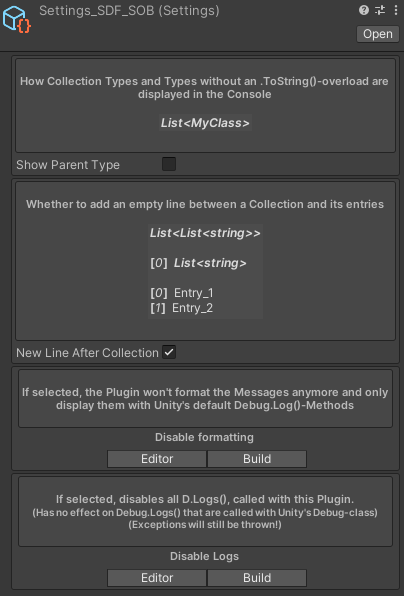 Settings_SDF_SOB (Settings)
Open
How Collection Types and Types without an .ToString()-overload are
displayed in the Console
List<MyClass>
Show Parent Type
Whether to add an empty line between a Collection and its entries
List<List<string>>
[0] List<string>
[0] Entry_1
[1] Entry_2
New Line After Collection
If selected, the Plugin won't format the Messages anymore and only
display them with Unity's default Debug.Log()-Methods
Disable formatting
Editor Build
If selected, disables all D.Logs(), called with this Plugin.
(Has no effect on Debug.Logs() that are called with Unity's Debug-class)
(Exceptions will still be thrown!)
Disable Logs
Editor Build